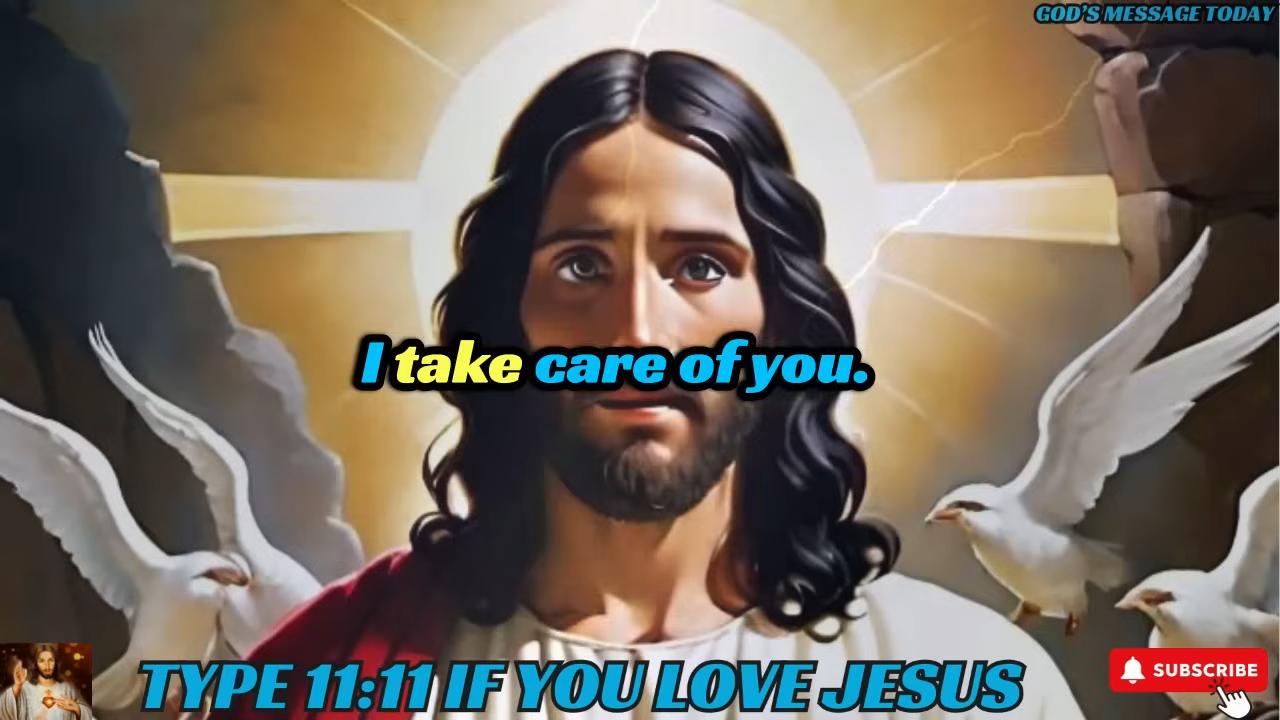 GOD'S MESSAGE TODAY
I take care of you.
TYPE 11:11 IF YOU LOVE JESUS
SUBSCRIBE